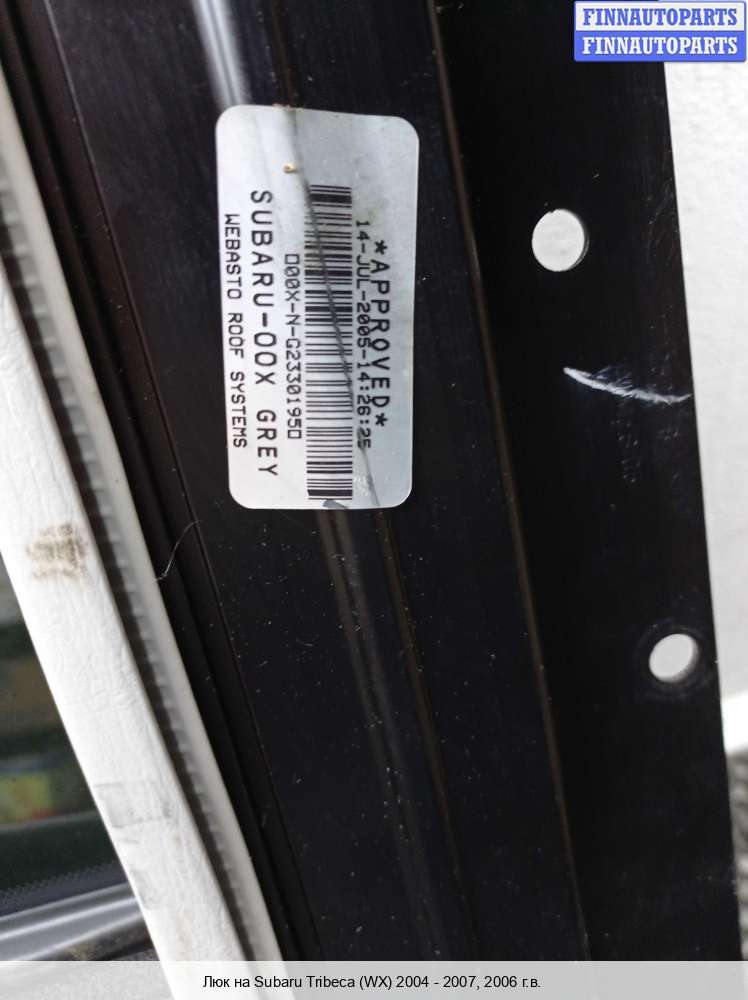 FINNAUTOPARTS
FINNAUTOPARTS
*APPROVED*
14-JUL-2005-14:26:25
D00X-N-G2330195D
SUBARU-00X GREY
WEBASTO ROOF SYSTEMS
Люк на Subaru Tribeca (WX) 2004 - 2007, 2006 г.в.